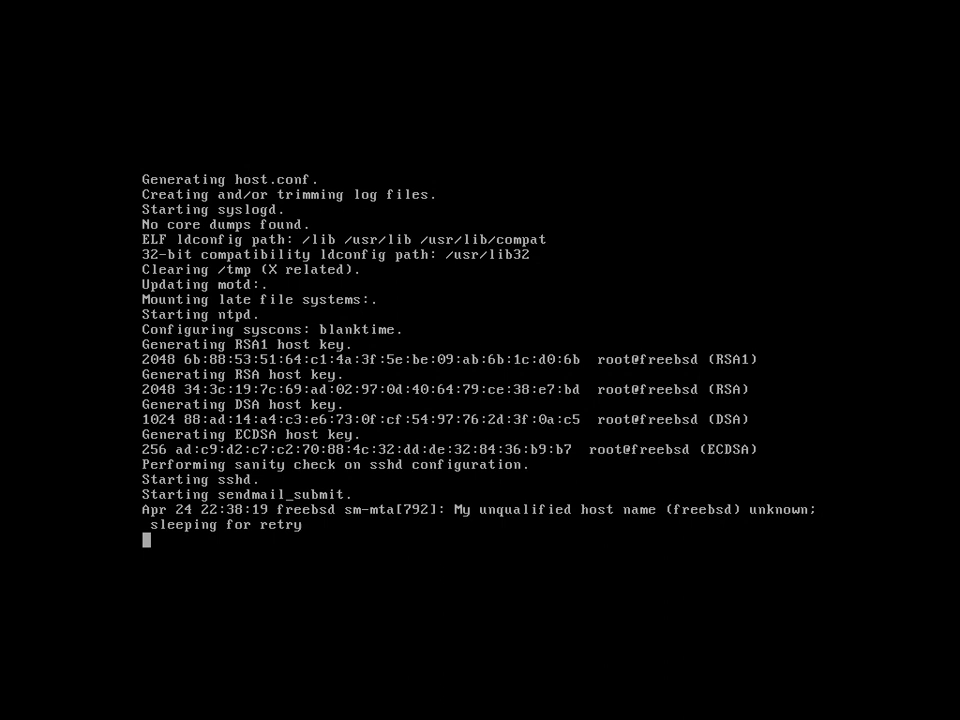 Generating host.conf.
Creating and/or trimming log files.
Starting syslogd.
No core dumps found.
ELF ldconfig path: /lib /usr/lib /usr/lib/compat
32-bit compatibility ldconfig path: /usr/lib32
Clearing /tmp (X related).
Updating motd:.
Mounting late file systems:.
Starting ntpd.
Configuring syscons: blanktime.
Generating RSA1 host key.
2048 6b:88:53:51:64:c1:4a:3f:5e:be:09:ab:6b:1c:d0:6b  root@freebsd (RSA1)
Generating RSA host key.
2048 34:3c:19:7c:69:ad:02:97:0d:40:64:79:ce:38:e7:bd  root@freebsd (RSA)
Generating DSA host key.
1024 88:ad:14:a4:c3:e6:73:0f:cf:54:97:76:2d:3f:0a:c5  root@freebsd (DSA)
Generating ECDSA host key.
256 ad:c9:d2:c7:c2:70:88:4c:32:dd:de:32:84:36:b9:b7  root@freebsd (ECDSA)
Performing sanity check on sshd configuration.
Starting sshd.
Starting sendmail_submit.
Apr 24 22:38:19 freebsd sm-mta[792]: My unqualified host name (freebsd) unknown;
 sleeping for retry